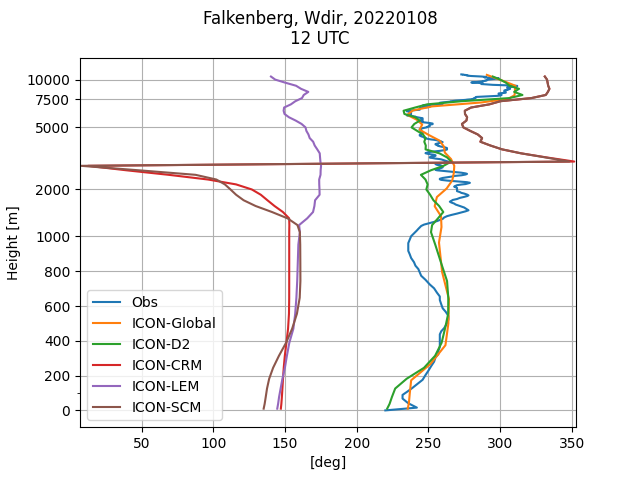 Falkenberg, Wdir, 20220108
12 UTC
Height [m]
10000
7500
5000
2000
1000
800
600
400
200
0
Obs
ICON-Global
ICON-D2
ICON-CRM
ICON-LEM
ICON-SCM
50 100 150 200 250 300 350
[deg]